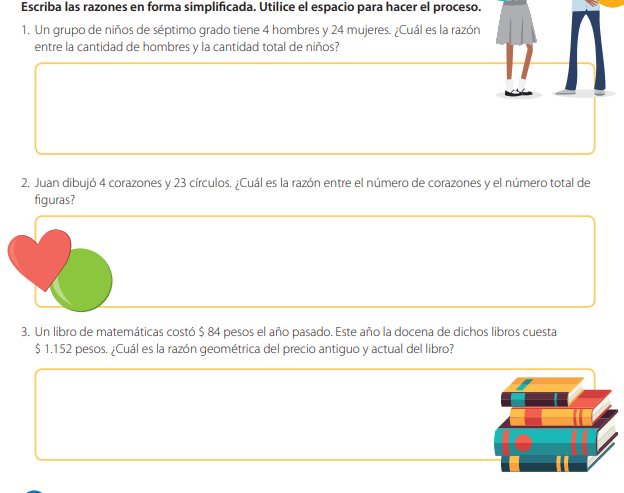 Escriba las razones en forma simplificada. Utilice el espacio para hacer el proceso.
1. Un grupo de niños de séptimo grado tiene 4 hombres y 24 mujeres. ¿Cuál es la razón
entre la cantidad de hombres y la cantidad total de niños?
2. Juan dibujó 4 corazones y 23 círculos. ¿Cuál es la razón entre el número de corazones y el número total de
figuras?
3. Un libro de matemáticas costó $ 84 pesos el año pasado. Este año la docena de dichos libros cuesta
$ 1.152 pesos. ¿Cuál es la razón geométrica del precio antiguo y actual del libro?